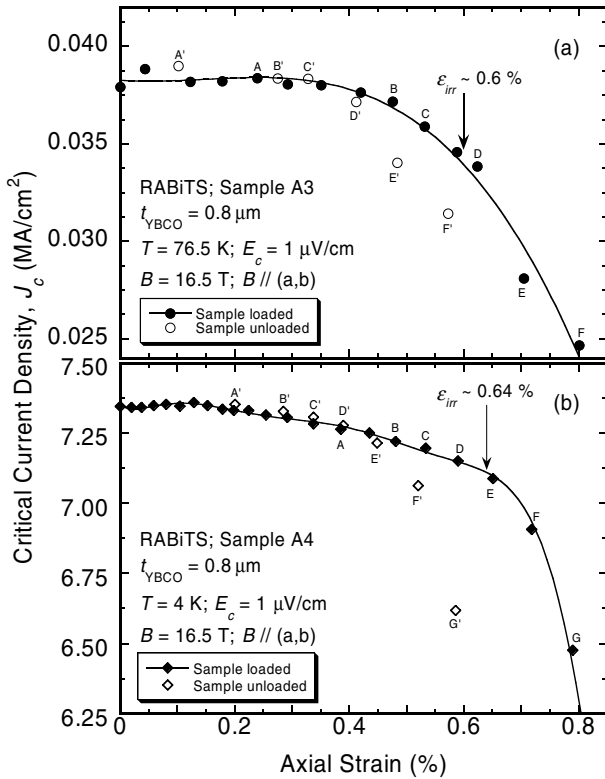 Critical Current Density, J_c (MA/cm²)
0.040
0.035
0.030
0.025
(a)
ε_irr ~ 0.6 %
A'
A
B'
C'
D'
B
C
E'
D
F'
E
F
RABiTS; Sample A3
t_YBCO = 0.8 μm
T = 76.5 K; E_c = 1 μV/cm
B = 16.5 T; B // (a,b)
Sample loaded
Sample unloaded
7.50
7.25
7.00
6.75
6.50
6.25
(b)
ε_irr ~ 0.64 %
A'
B'
C'
D'
A
B
E'
C
D
F'
E
F
G'
G
RABiTS; Sample A4
t_YBCO = 0.8 μm
T = 4 K; E_c = 1 μV/cm
B = 16.5 T; B // (a,b)
Sample loaded
Sample unloaded
0 0.2 0.4 0.6 0.8
Axial Strain (%)